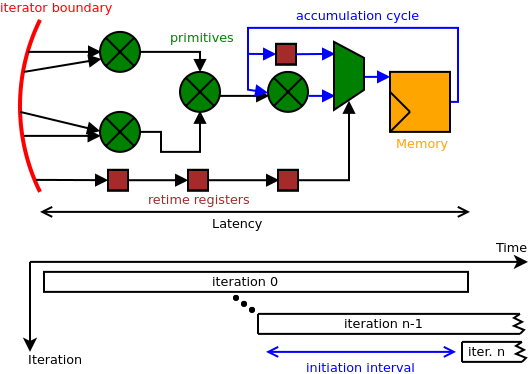 iterator boundary
accumulation cycle
primitives
Memory
retime registers
Latency
Time
iteration 0
iteration n-1
iter. n
Iteration
initiation interval